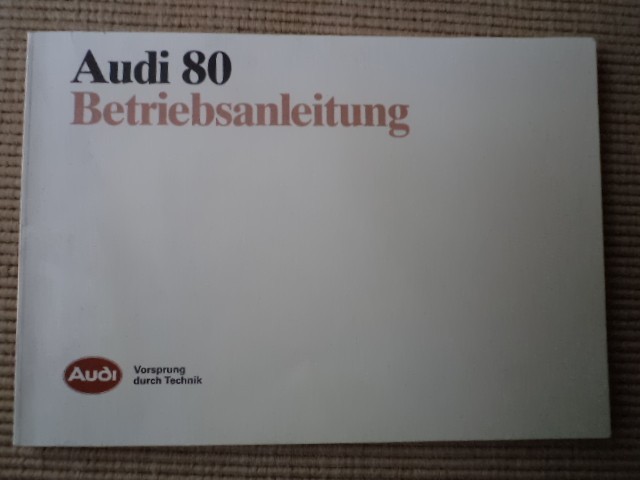 Audi 80
Betriebsanleitung
Audi
Vorsprung
durch Technik